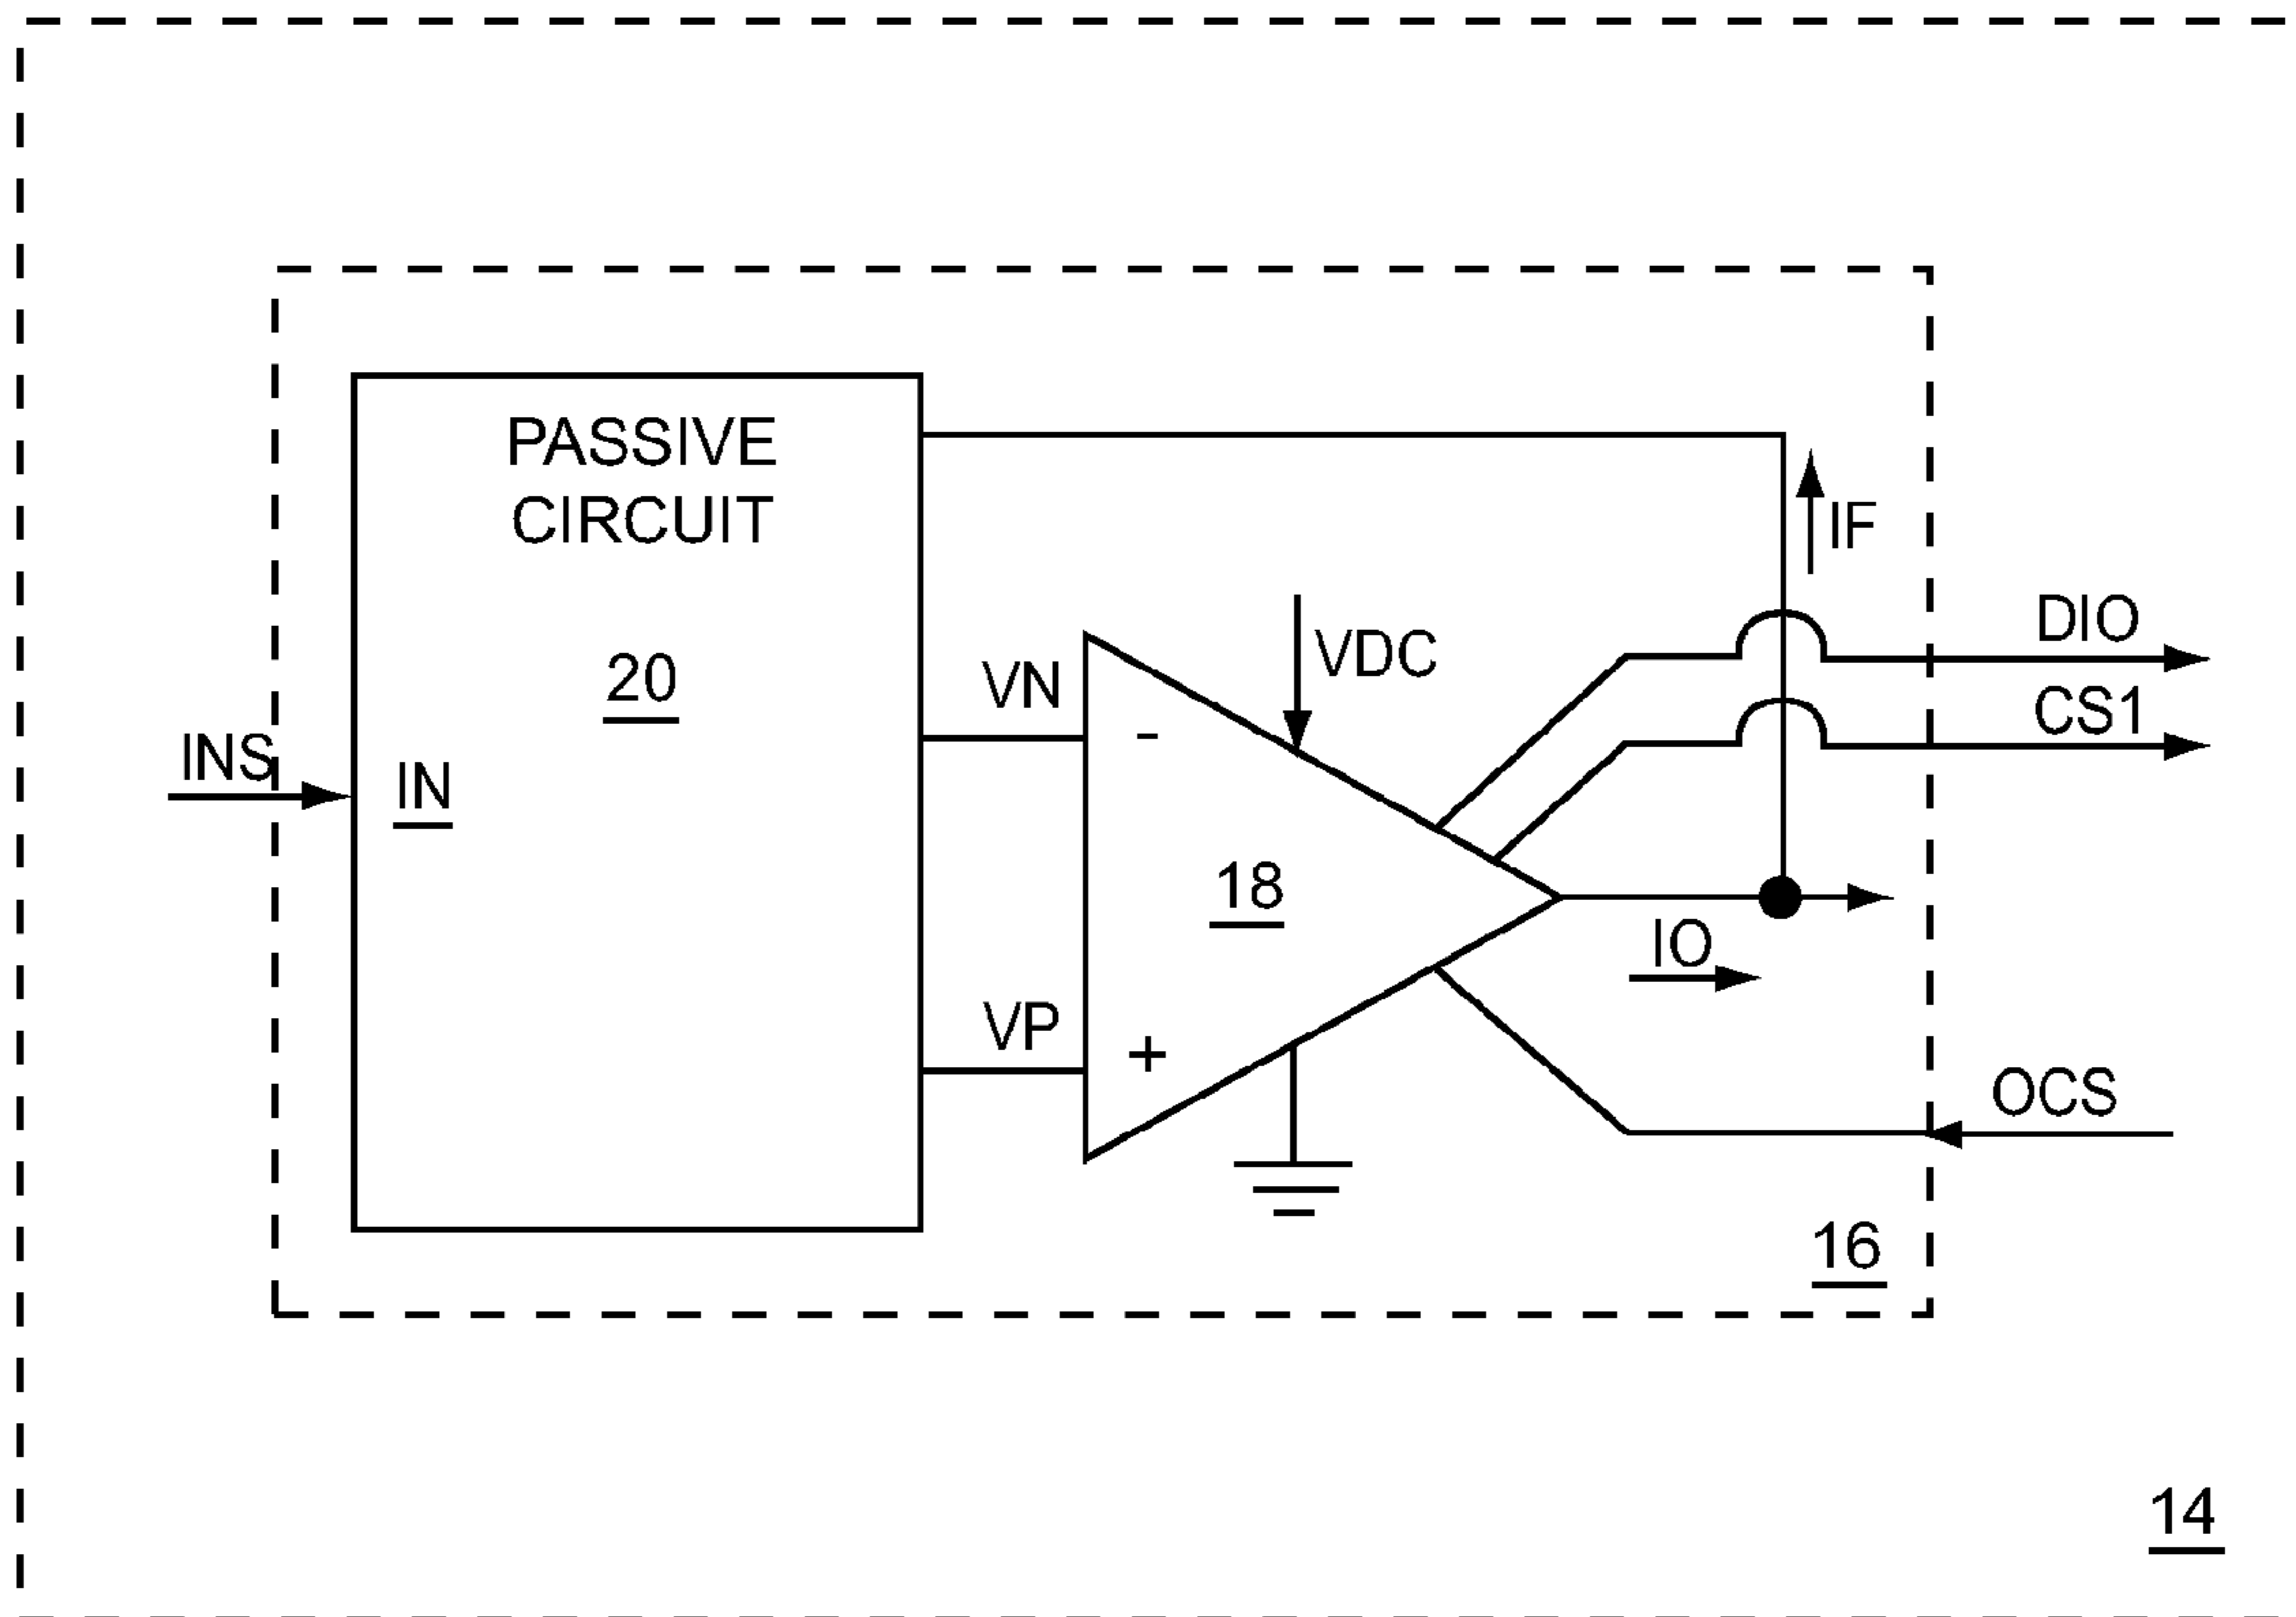 PASSIVE
CIRCUIT
20
IN
INS
VN
-
VP
+
18
VDC
IF
DIO
CS1
IO
OCS
16
14